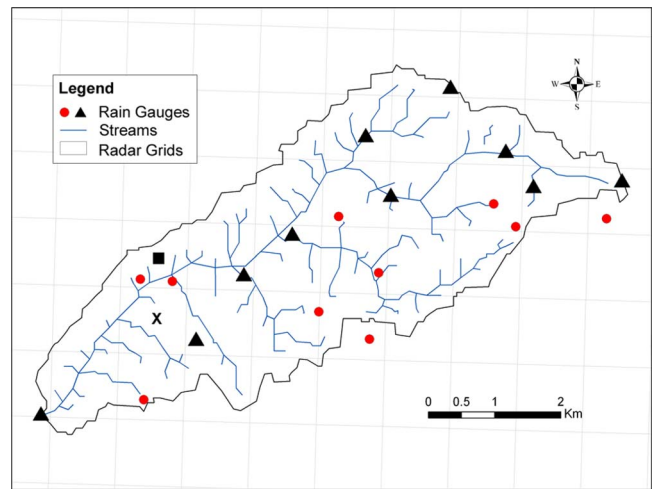 N
W E
S
Legend
Rain Gauges
Streams
Radar Grids
X
0 0.5 1 2
Km